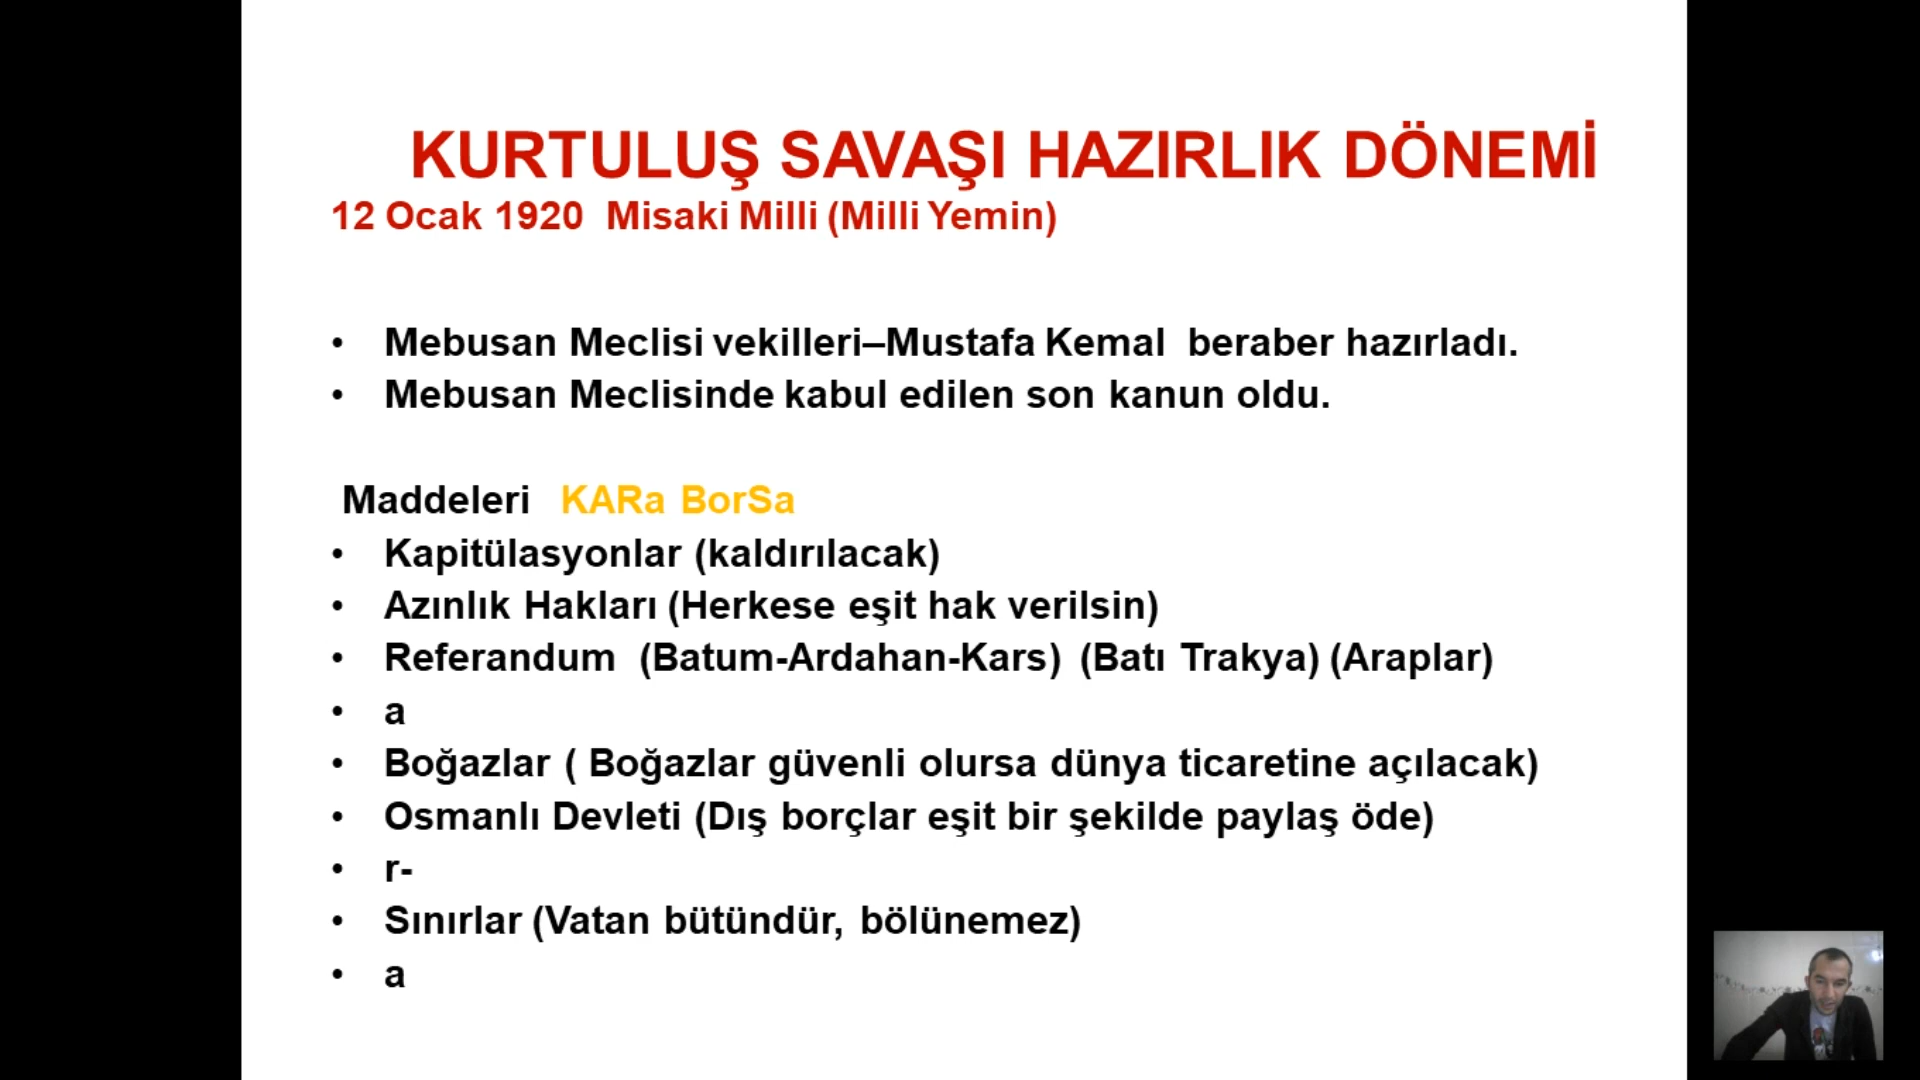 KURTULUŞ SAVAŞI HAZIRLIK DÖNEMİ
12 Ocak 1920 Misaki Milli (Milli Yemin)
• Mebusan Meclisi vekilleri–Mustafa Kemal beraber hazırladı.
• Mebusan Meclisinde kabul edilen son kanun oldu.
Maddeleri KARa BorSa
• Kapitülasyonlar (kaldırılacak)
• Azınlık Hakları (Herkese eşit hak verilsin)
• Referandum (Batum-Ardahan-Kars) (Batı Trakya) (Araplar)
• a
• Boğazlar ( Boğazlar güvenli olursa dünya ticaretine açılacak)
• Osmanlı Devleti (Dış borçlar eşit bir şekilde paylaş öde)
• r-
• Sınırlar (Vatan bütündür, bölünemez)
• a